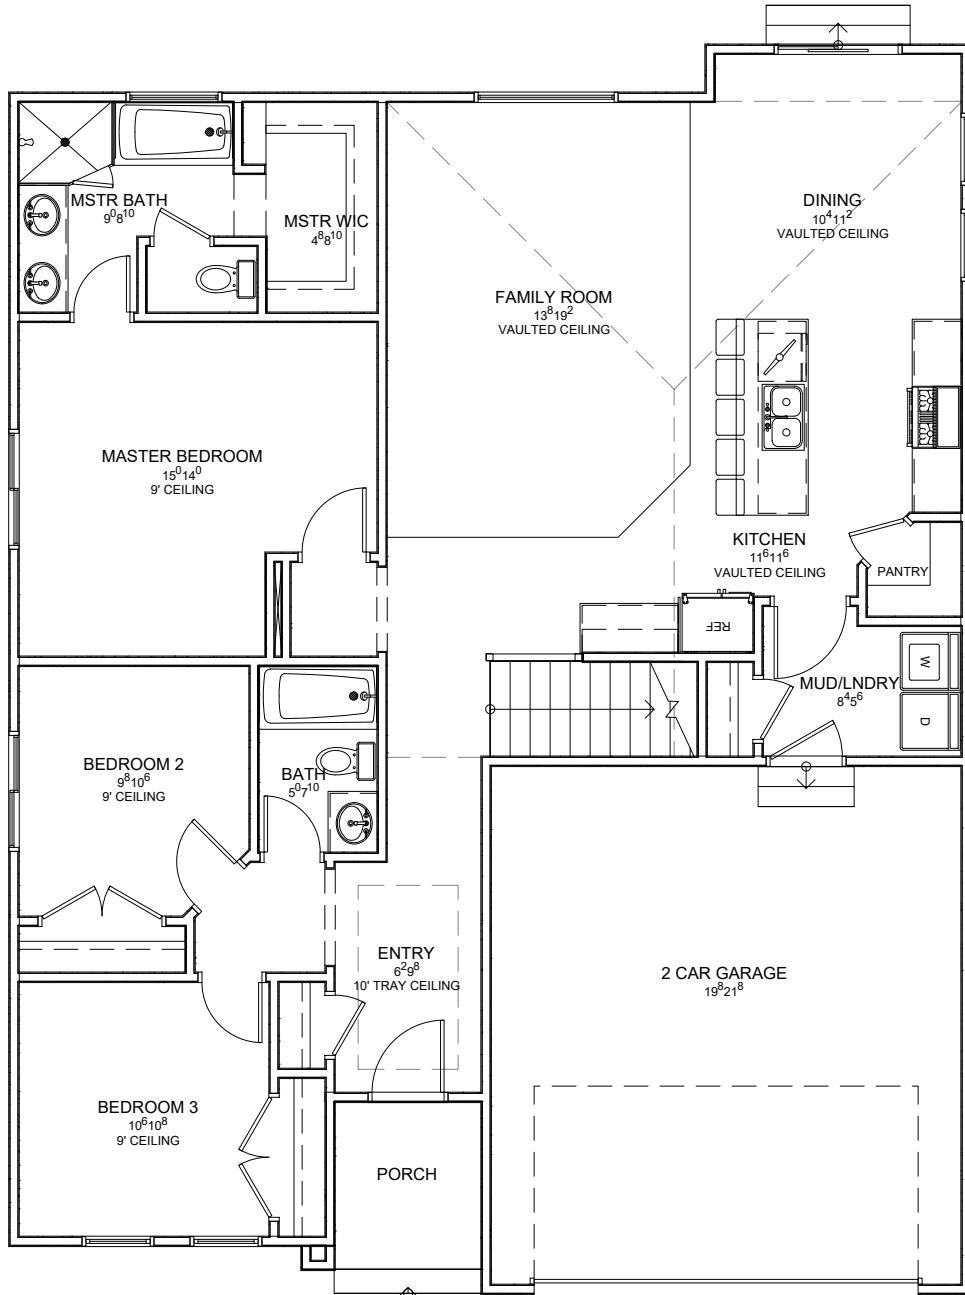 MSTR BATH
9⁰8¹⁰
MSTR WIC
4⁸8¹⁰
DINING
10⁴11²
VAULTED CEILING
FAMILY ROOM
13⁸19²
VAULTED CEILING
MASTER BEDROOM
15⁰14⁰
9' CEILING
KITCHEN
11⁶11⁶
VAULTED CEILING
PANTRY
REF
W
MUD/LNDRY
8⁴5⁶
D
BEDROOM 2
9⁸10⁶
9' CEILING
BATH
5⁰7¹⁰
ENTRY
6²9⁸
10' TRAY CEILING
2 CAR GARAGE
19⁸21⁸
BEDROOM 3
10⁶10⁸
9' CEILING
PORCH